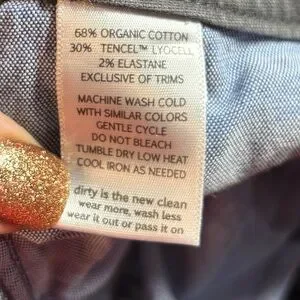 68% ORGANIC COTTON
30% TENCEL™ LYOCELL
2% ELASTANE
EXCLUSIVE OF TRIMS
MACHINE WASH COLD
WITH SIMILAR COLORS
GENTLE CYCLE
DO NOT BLEACH
TUMBLE DRY LOW HEAT
COOL IRON AS NEEDED
dirty is the new clean
wear more, wash less
wear it out or pass it on